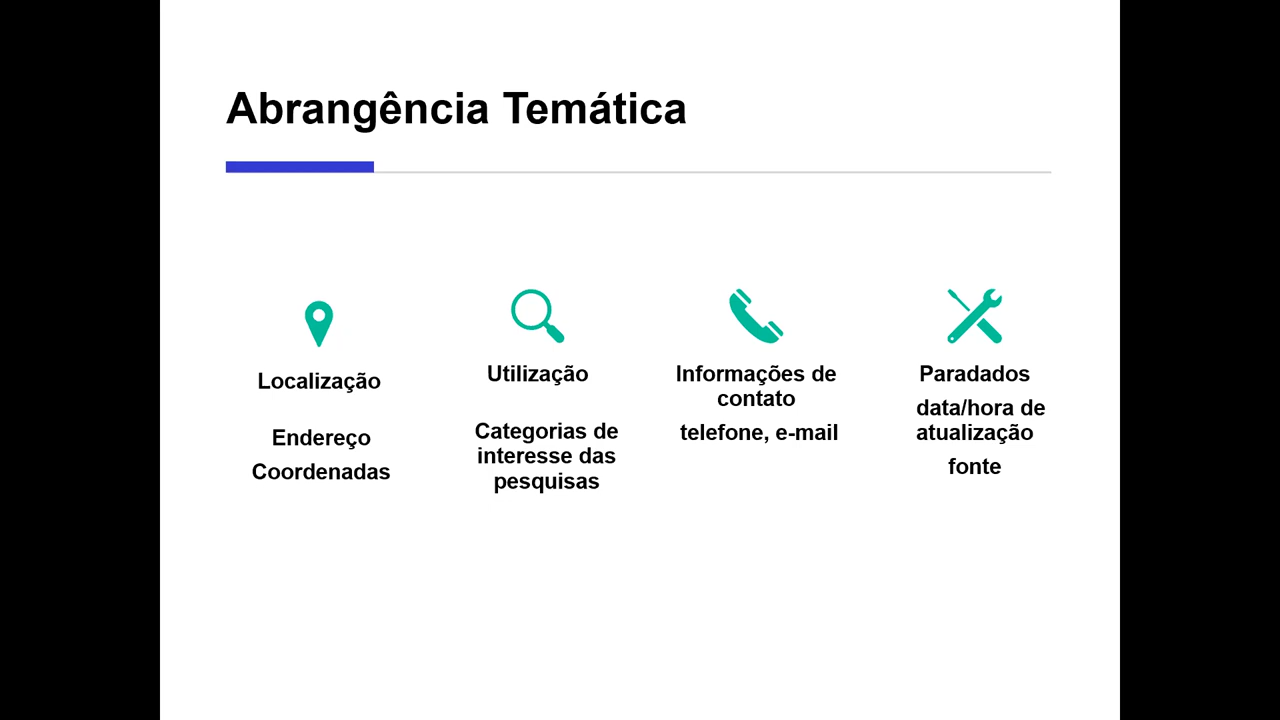 Abrangência Temática
Localização
Endereço
Coordenadas
Utilização
Categorias de
interesse das
pesquisas
Informações de
contato
telefone, e-mail
Paradados
data/hora de
atualização
fonte